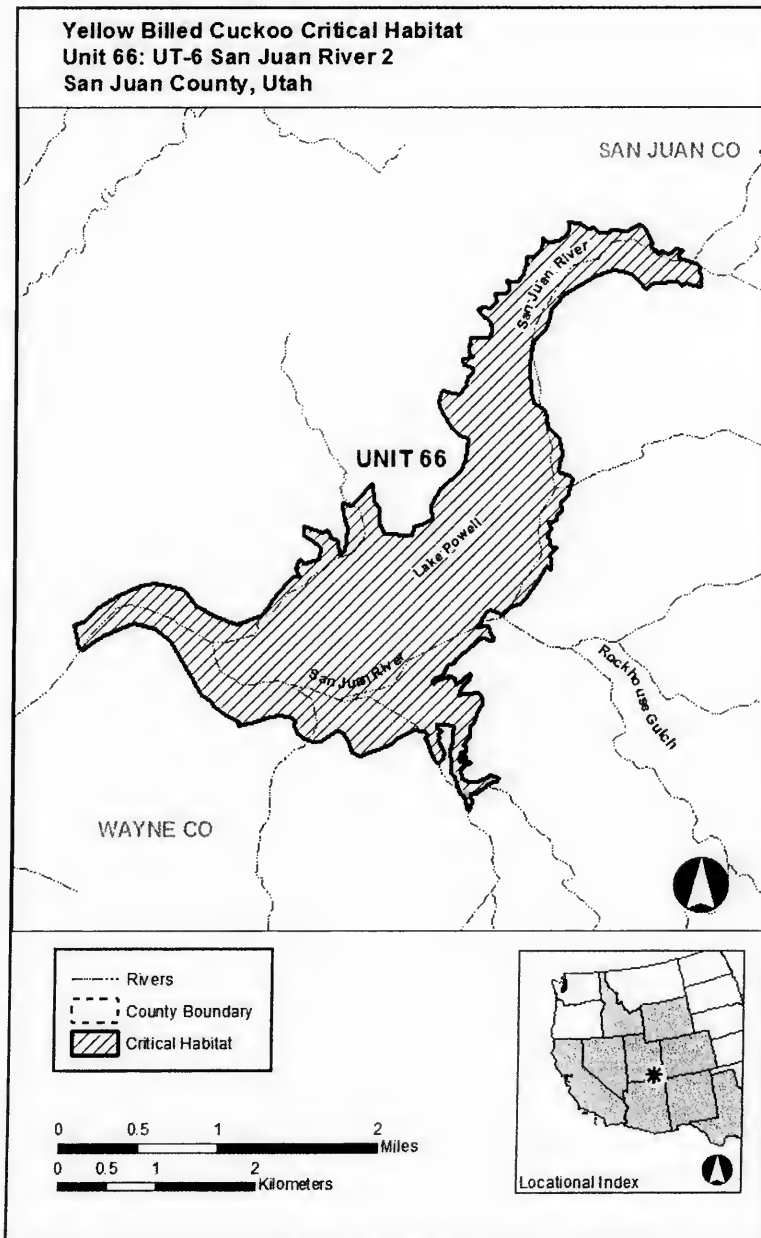 Yellow Billed Cuckoo Critical Habitat
Unit 66: UT-6 San Juan River 2
San Juan County, Utah
SAN JUAN CO
San Juan River
UNIT 66
Lake Powell
San Juan River
Rockhouse Gulch
WAYNE CO
Rivers
County Boundary
Critical Habitat
0 0.5 1 2
Miles
0 0.5 1 2
Kilometers
Locational Index